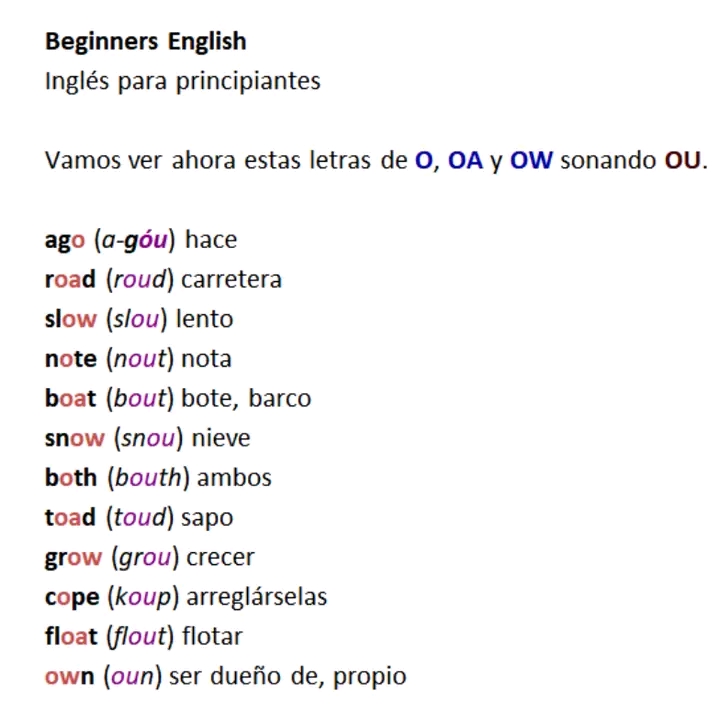 Beginners English
Inglés para principiantes
Vamos ver ahora estas letras de O, OA y OW sonando OU.
ago (a-góu) hace
road (roud) carretera
slow (slou) lento
note (nout) nota
boat (bout) bote, barco
snow (snou) nieve
both (bouth) ambos
toad (toud) sapo
grow (grou) crecer
cope (koup) arreglárselas
float (flout) flotar
own (oun) ser dueño de, propio